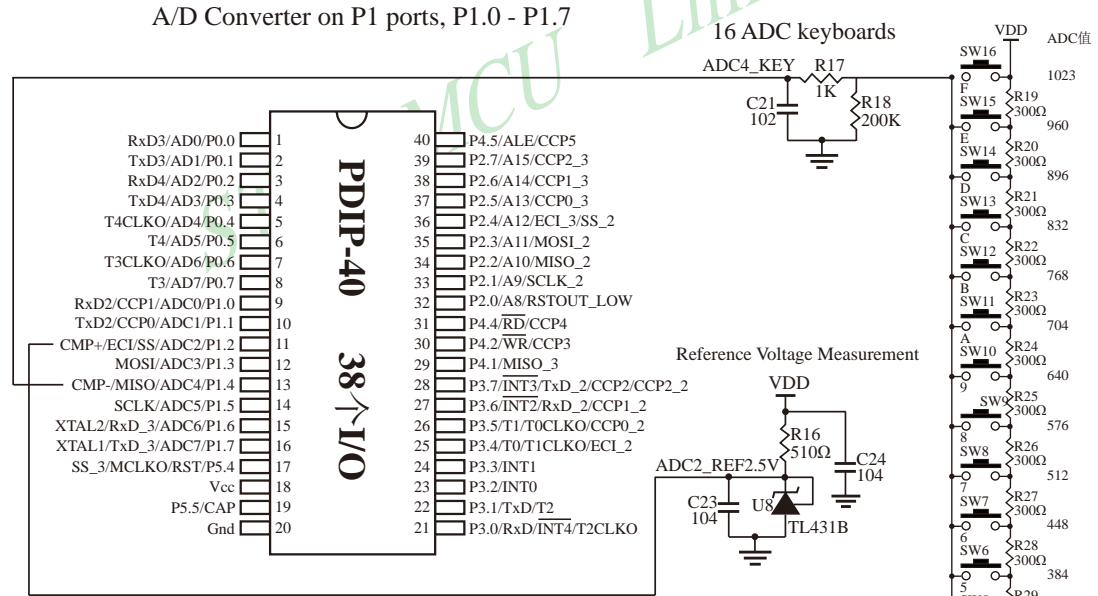 A/D Converter on P1 ports, P1.0 - P1.7
16 ADC keyboards
VDD
ADC值
ADC4_KEY
R17
1K
C21
102
R18
200K
SW16
F
1023
R19
300Ω
SW15
E
960
R20
300Ω
SW14
D
896
R21
300Ω
SW13
C
832
R22
300Ω
SW12
B
768
R23
300Ω
SW11
A
704
R24
300Ω
SW10
9
640
R25
300Ω
SW9
8
576
R26
300Ω
SW8
7
512
R27
300Ω
SW7
6
448
R28
300Ω
SW6
5
384
R29
MCU
PDIP-40 38个I/O
RxD3/AD0/P0.0 1
TxD3/AD1/P0.1 2
RxD4/AD2/P0.2 3
TxD4/AD3/P0.3 4
T4CLKO/AD4/P0.4 5
T4/AD5/P0.5 6
T3CLKO/AD6/P0.6 7
T3/AD7/P0.7 8
RxD2/CCP1/ADC0/P1.0 9
TxD2/CCP0/ADC1/P1.1 10
CMP+/ECI/SS/ADC2/P1.2 11
MOSI/ADC3/P1.3 12
CMP-/MISO/ADC4/P1.4 13
SCLK/ADC5/P1.5 14
XTAL2/RxD_3/ADC6/P1.6 15
XTAL1/TxD_3/ADC7/P1.7 16
SS_3/MCLKO/RST/P5.4 17
Vcc 18
P5.5/CAP 19
Gnd 20
40 P4.5/ALE/CCP5
39 P2.7/A15/CCP2_3
38 P2.6/A14/CCP1_3
37 P2.5/A13/CCP0_3
36 P2.4/A12/ECI_3/SS_2
35 P2.3/A11/MOSI_2
34 P2.2/A10/MISO_2
33 P2.1/A9/SCLK_2
32 P2.0/A8/RSTOUT_LOW
31 P4.4/RD/CCP4
30 P4.2/WR/CCP3
29 P4.1/MISO_3
28 P3.7/INT3/TxD_2/CCP2/CCP2_2
27 P3.6/INT2/RxD_2/CCP1_2
26 P3.5/T1/T0CLKO/CCP0_2
25 P3.4/T0/T1CLKO/ECI_2
24 P3.3/INT1
23 P3.2/INT0
22 P3.1/TxD/T2
21 P3.0/RxD/INT4/T2CLKO
Reference Voltage Measurement
VDD
R16
510Ω
C24
104
ADC2_REF2.5V
C23
104
U8
TL431B